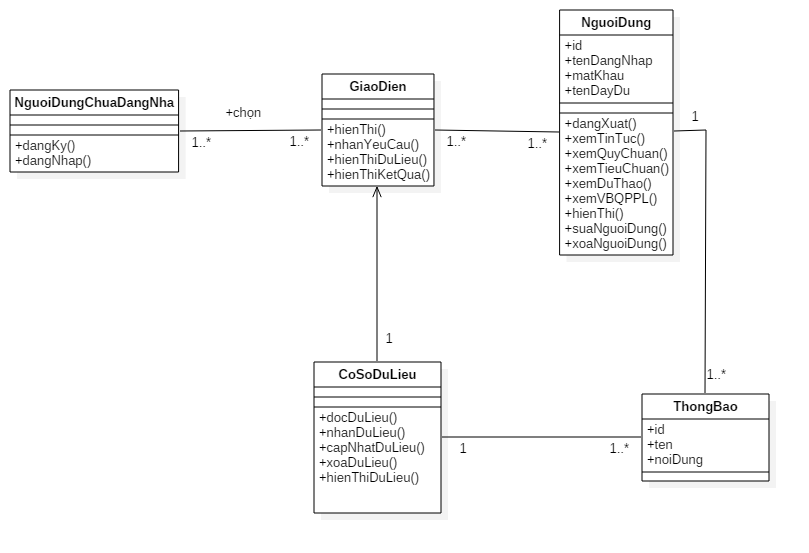 NguoiDungChuaDangNha
+dangKy()
+dangNhap()
+chọn
1..*
1..*
GiaoDien
+hienThi()
+nhanYeuCau()
+hienThiDuLieu()
+hienThiKetQua()
1..*
1..*
NguoiDung
+id
+tenDangNhap
+matKhau
+tenDayDu
+dangXuat()
+xemTinTuc()
+xemQuyChuan()
+xemTieuChuan()
+xemDuThao()
+xemVBQPPL()
+hienThi()
+suaNguoiDung()
+xoaNguoiDung()
1
1..*
1
CoSoDuLieu
+docDuLieu()
+nhanDuLieu()
+capNhatDuLieu()
+xoaDuLieu()
+hienThiDuLieu()
1
1..*
ThongBao
+id
+ten
+noiDung